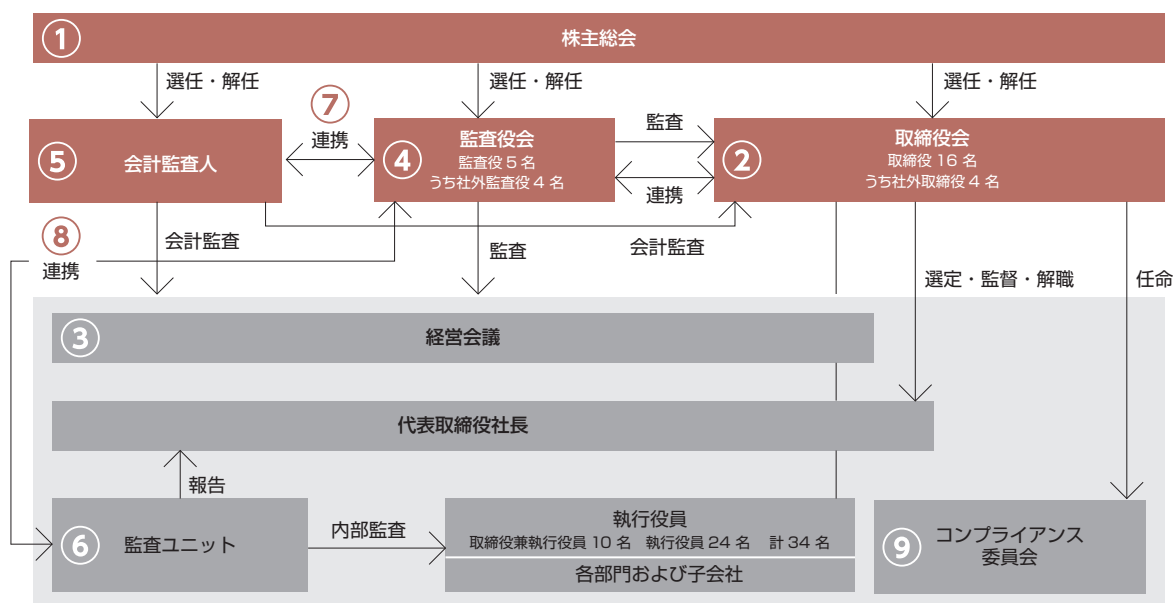 ① 株主総会
選任・解任
選任・解任
選任・解任
⑤ 会計監査人
⑦
連携
④ 監査役会
監査役 5 名
うち社外監査役 4 名
監査
連携
② 取締役会
取締役 16 名
うち社外取締役 4 名
⑧
連携
会計監査
監査
会計監査
選定・監督・解職
任命
③ 経営会議
代表取締役社長
報告
⑥ 監査ユニット
内部監査
執行役員
取締役兼執行役員 10 名 執行役員 24 名 計 34 名
各部門および子会社
⑨ コンプライアンス
委員会